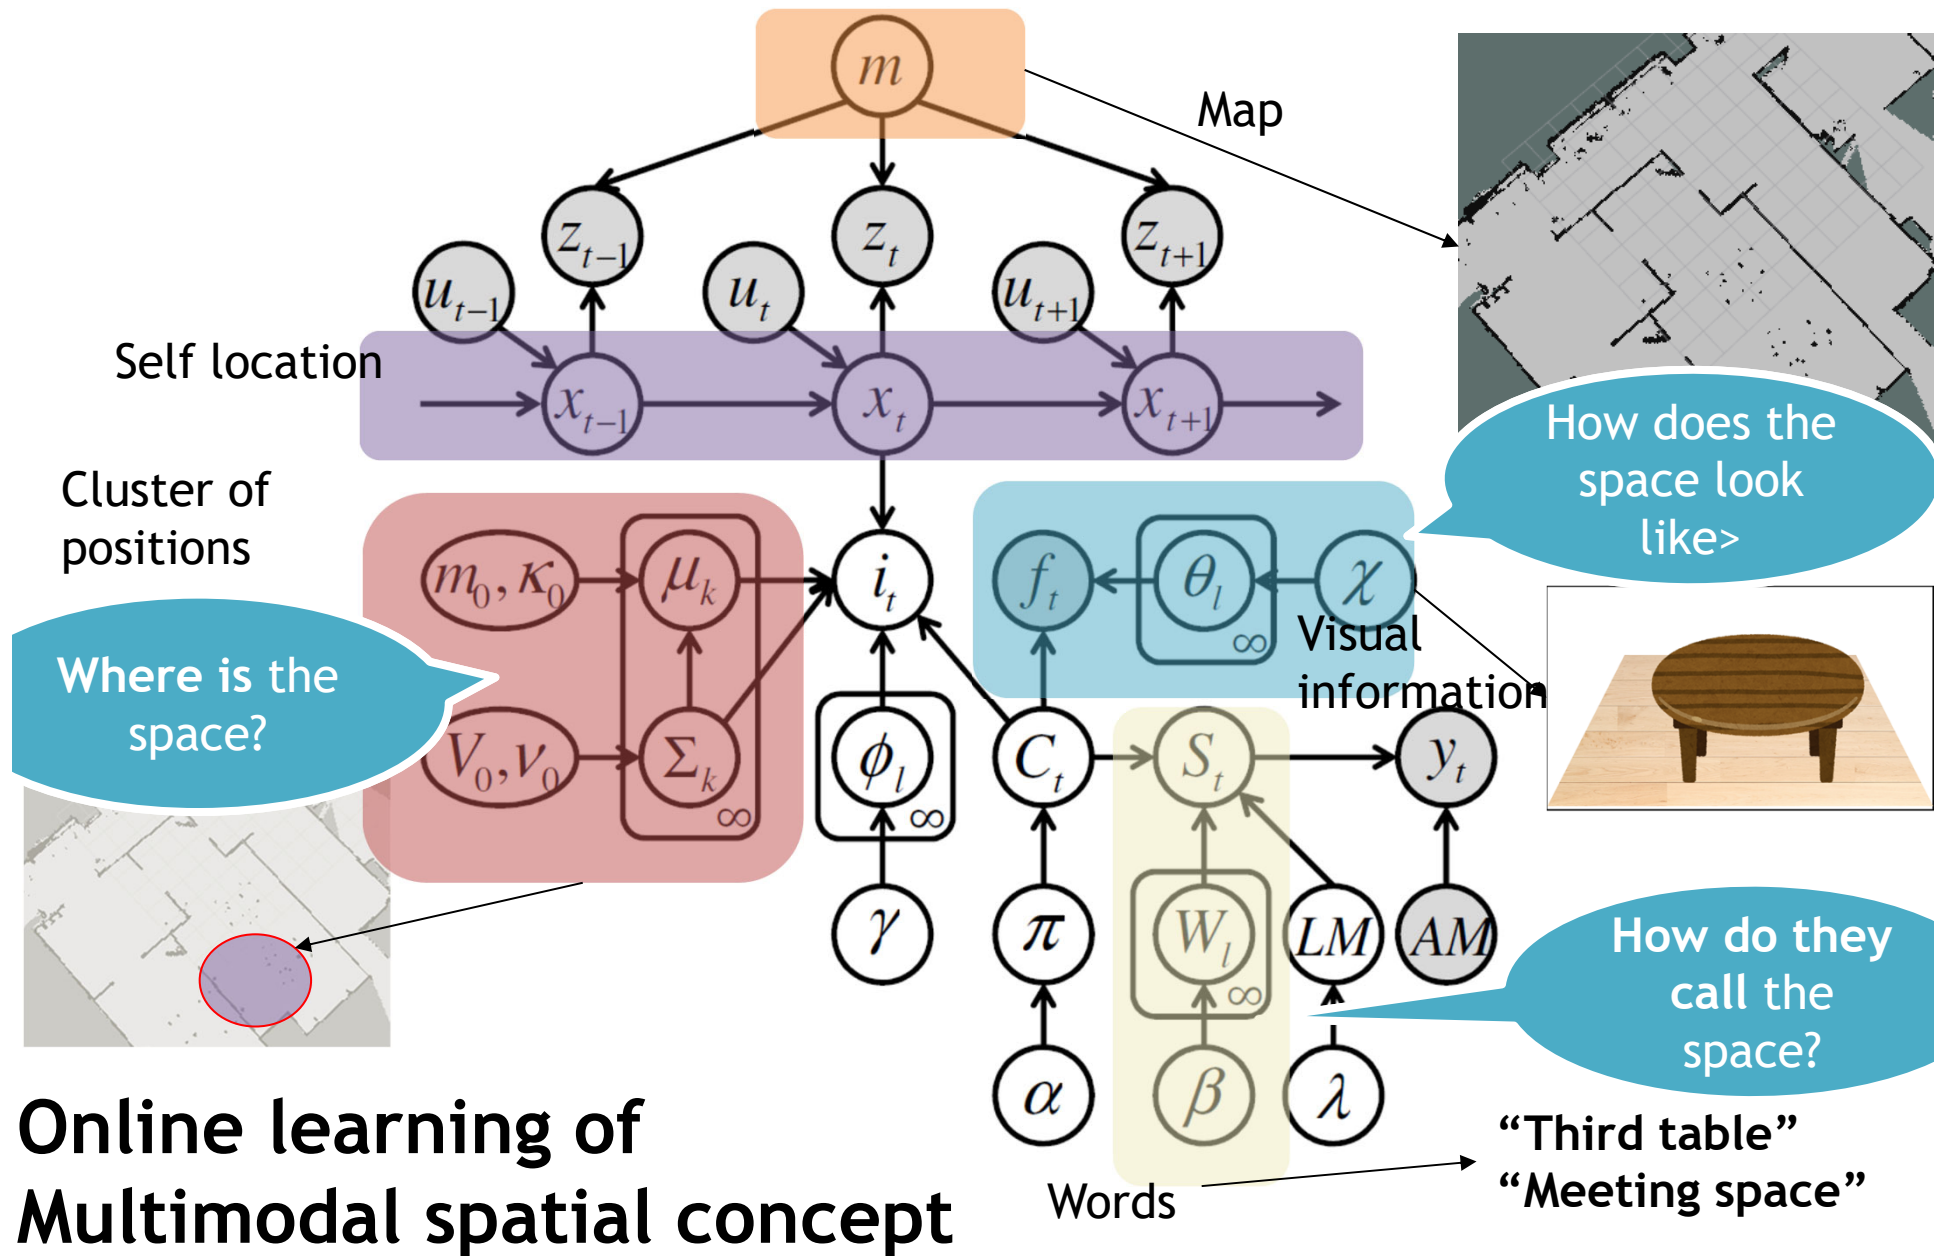 m
Map
z_{t-1}
z_t
z_{t+1}
u_{t-1}
u_t
u_{t+1}
Self location
x_{t-1}
x_t
x_{t+1}
How does the
space look
like>
Cluster of
positions
m_0, κ_0
μ_k
i_t
f_t
θ_l
∞
χ
Visual
information
Where is the
space?
V_0, ν_0
Σ_k
∞
ϕ_l
∞
C_t
S_t
y_t
γ
π
W_l
∞
LM
AM
How do they
call the
space?
α
β
λ
Online learning of
Multimodal spatial concept
Words
“Third table”
“Meeting space”